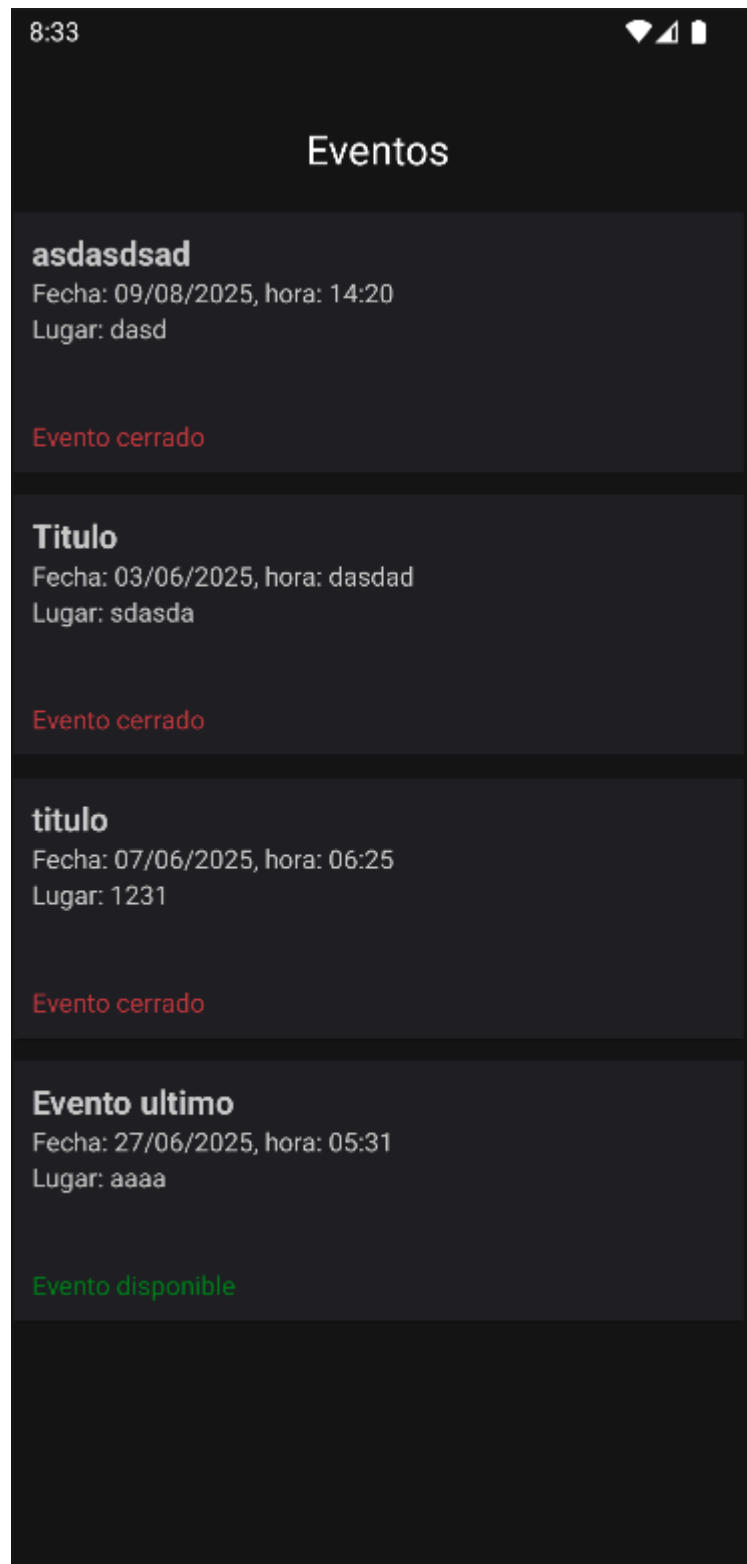 8:33
Eventos
asdasdsad
Fecha: 09/08/2025, hora: 14:20
Lugar: dasd
Evento cerrado
Titulo
Fecha: 03/06/2025, hora: dasdad
Lugar: sdasda
Evento cerrado
titulo
Fecha: 07/06/2025, hora: 06:25
Lugar: 1231
Evento cerrado
Evento ultimo
Fecha: 27/06/2025, hora: 05:31
Lugar: aaaa
Evento disponible